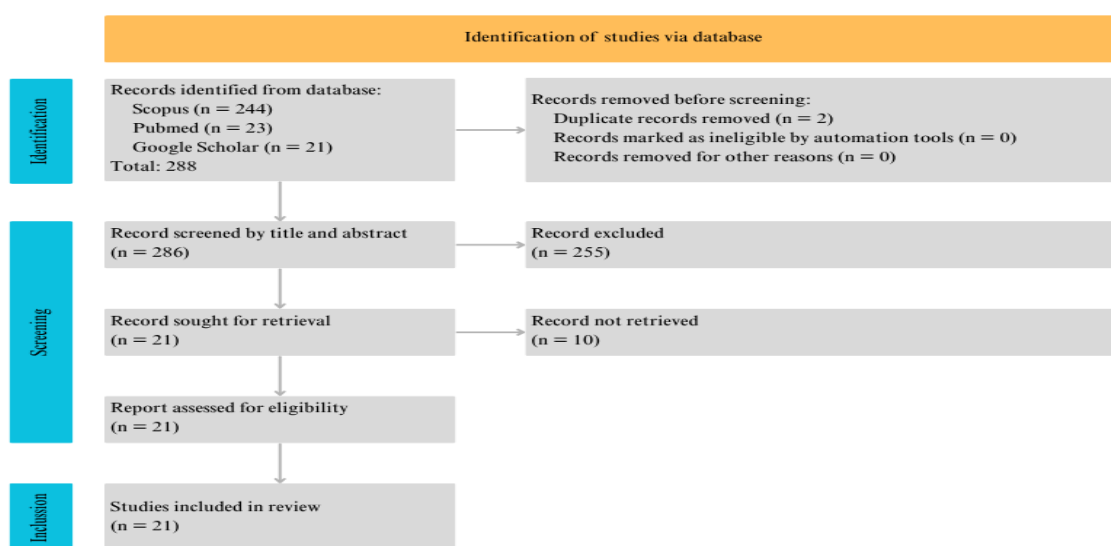 Identification of studies via database
Identification
Records identified from database:
Scopus (n = 244)
Pubmed (n = 23)
Google Scholar (n = 21)
Total: 288
Records removed before screening:
Duplicate records removed (n = 2)
Records marked as ineligible by automation tools (n = 0)
Records removed for other reasons (n = 0)
Screening
Record screened by title and abstract
(n = 286)
Record excluded
(n = 255)
Record sought for retrieval
(n = 21)
Record not retrieved
(n = 10)
Report assessed for eligibility
(n = 21)
Inclussion
Studies included in review
(n = 21)